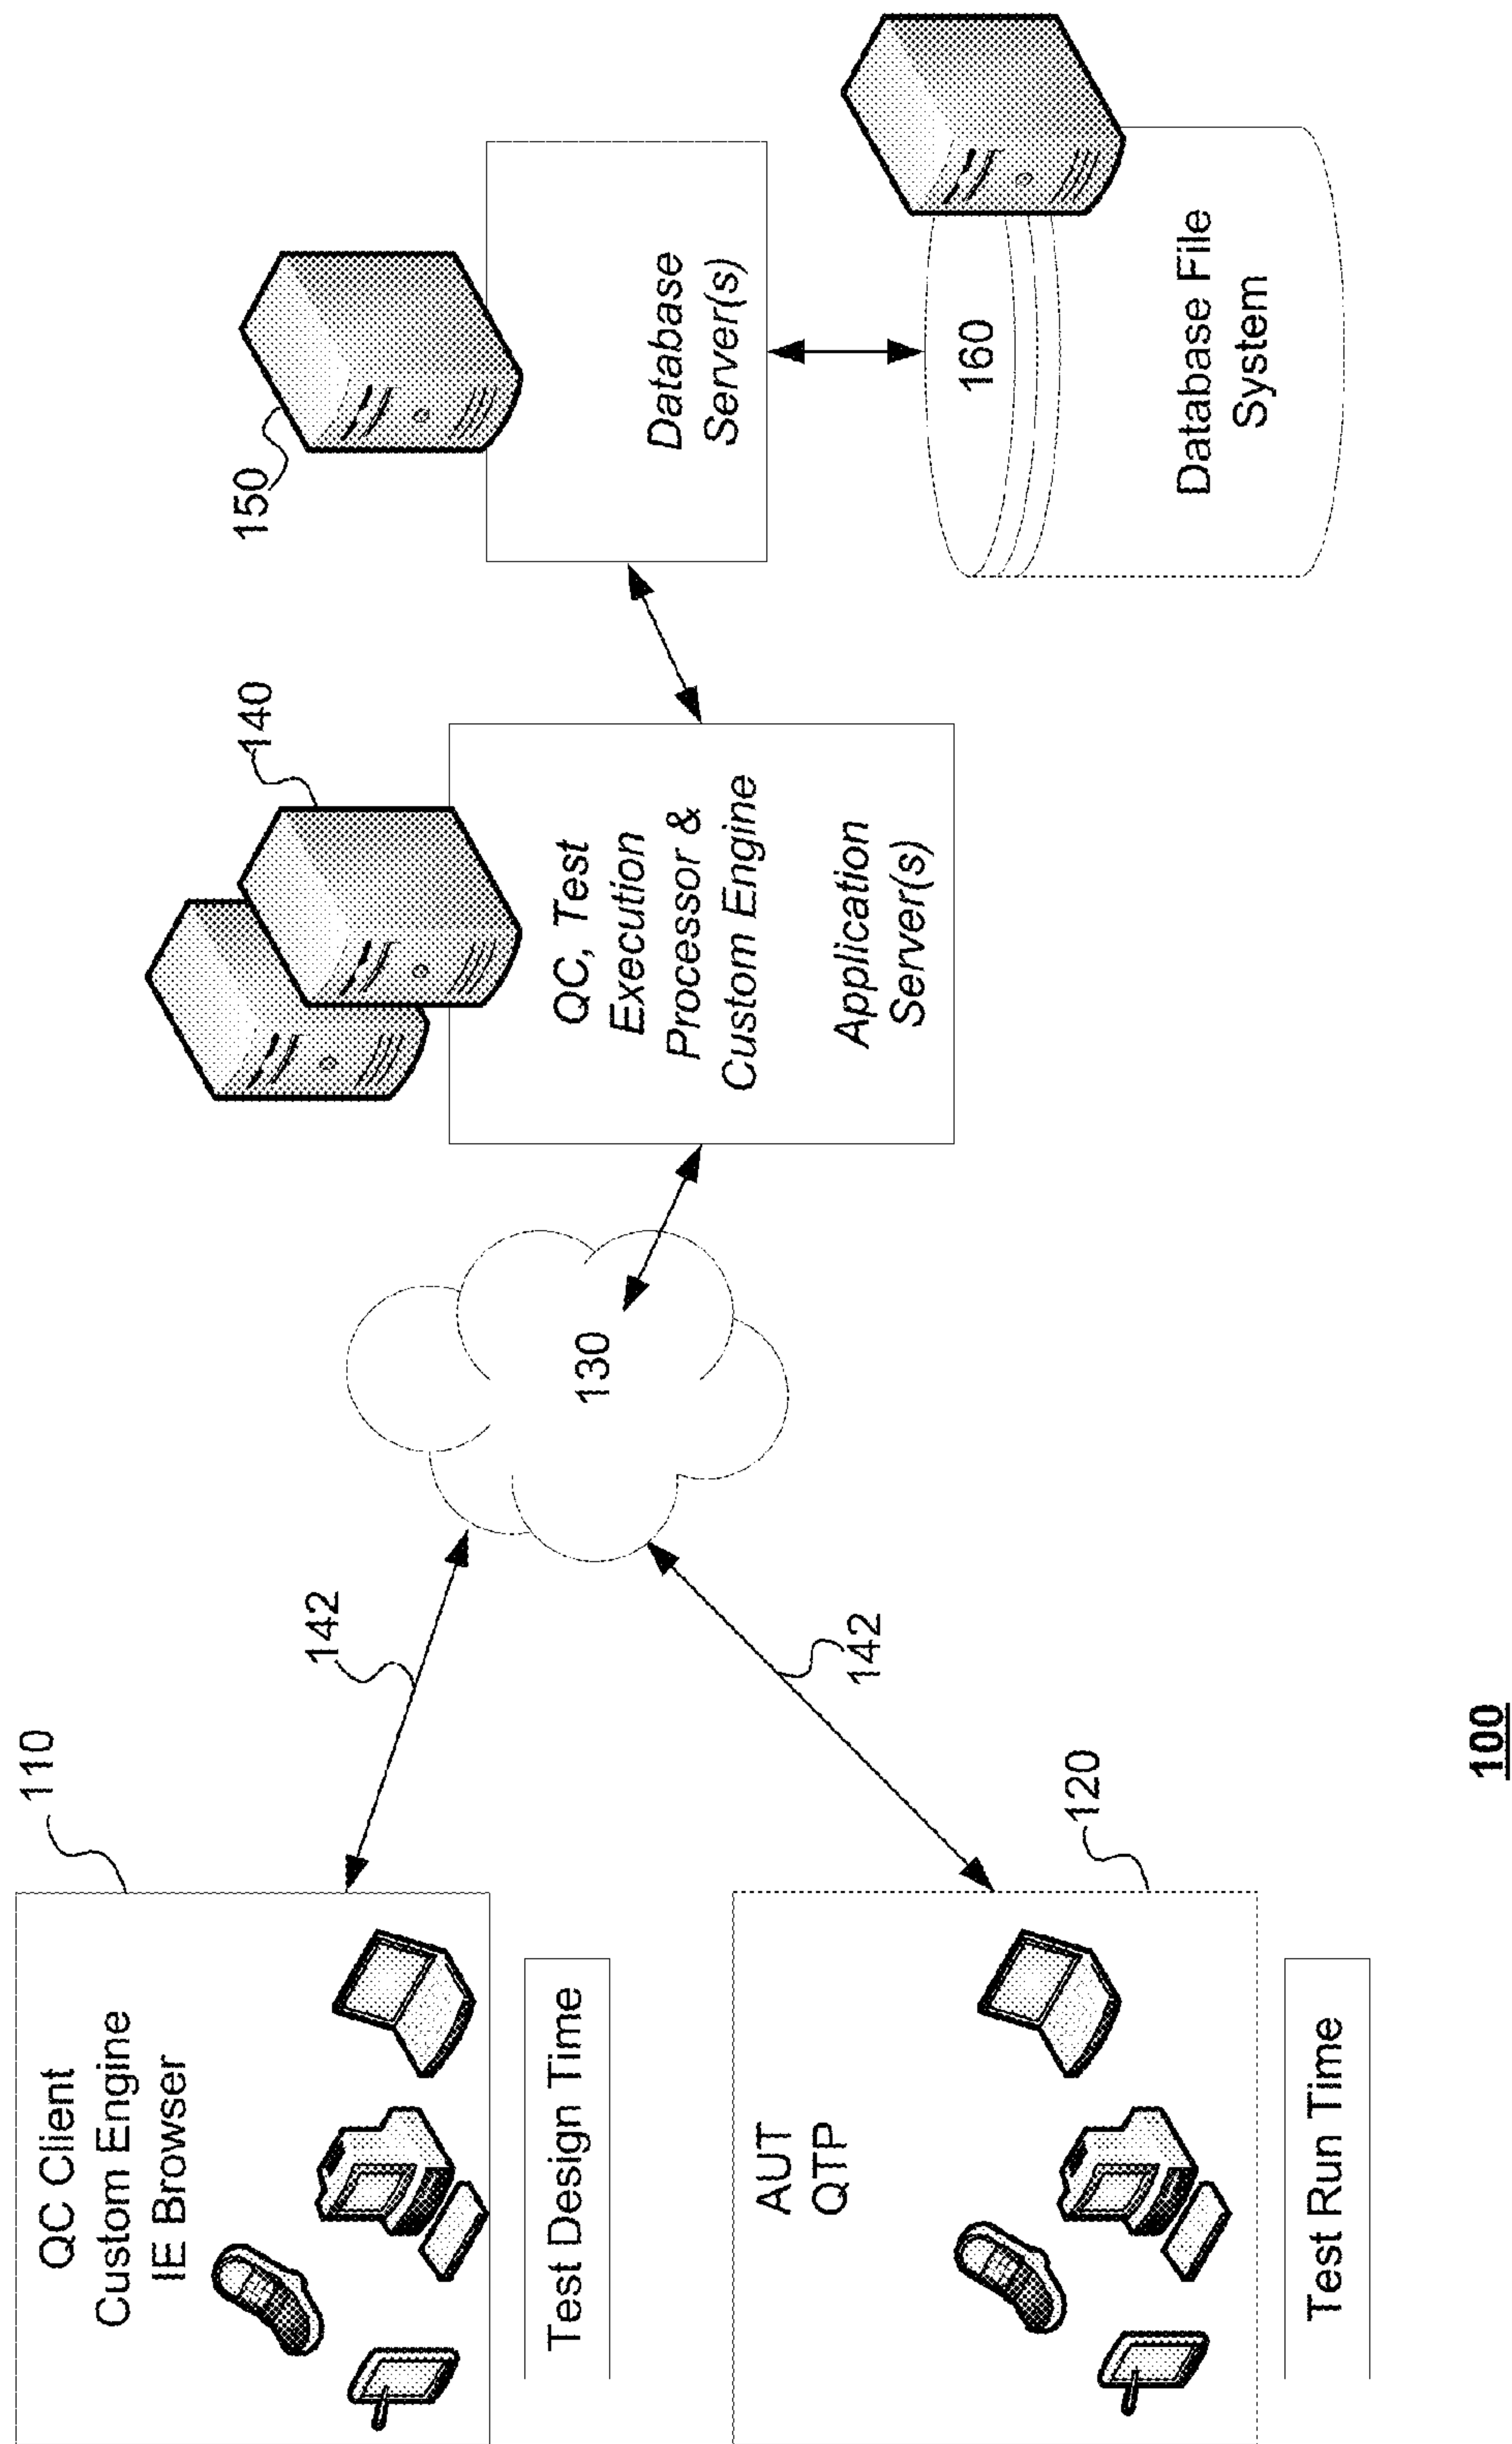 QC Client
Custom Engine
IE Browser
110
Test Design Time
142
AUT
QTP
120
Test Run Time
142
130
140
QC, Test
Execution
Processor &
Custom Engine
Application
Server(s)
150
Database
Server(s)
160
Database File
System
100